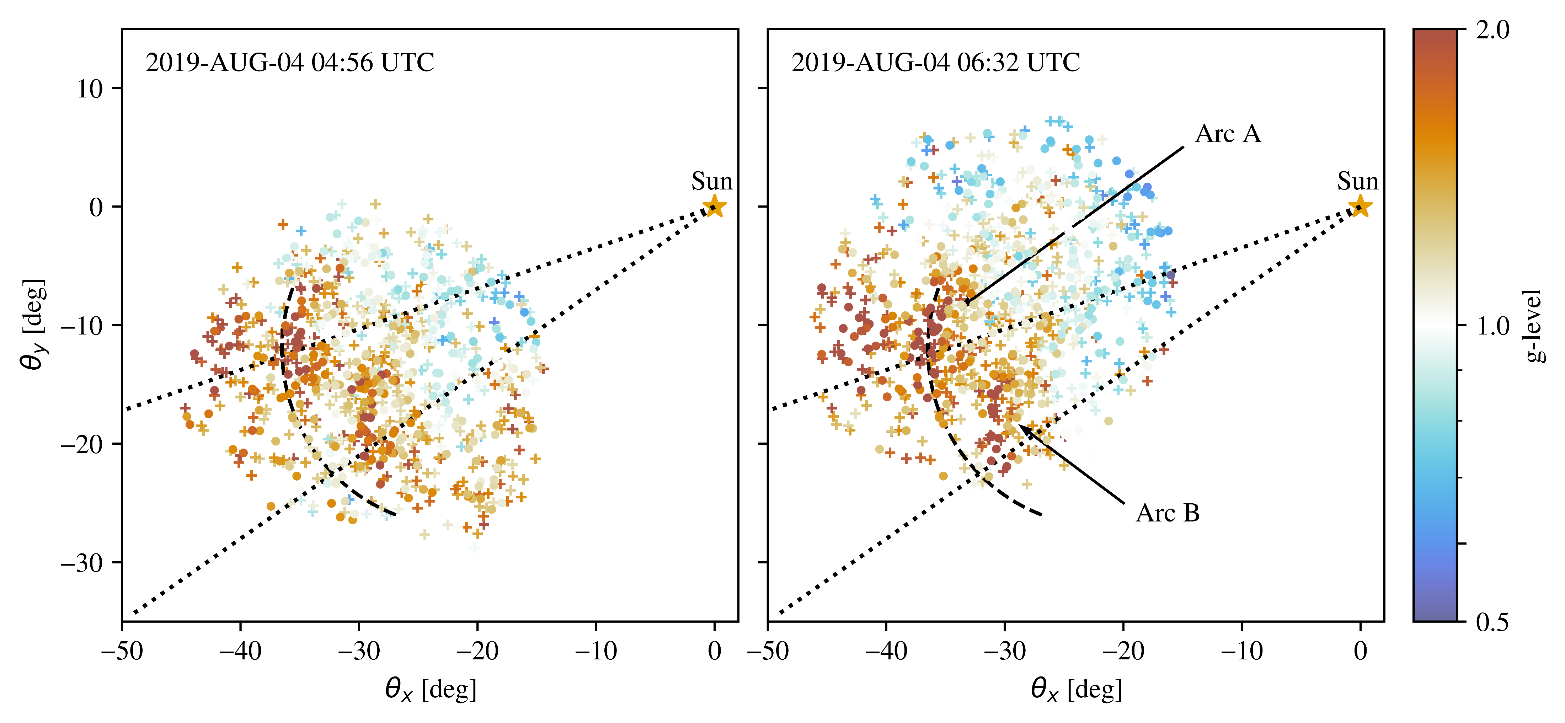 2019-AUG-04 04:56 UTC
2019-AUG-04 06:32 UTC
Arc A
Sun
Sun
Arc B
10
0
−10
−20
−30
θy [deg]
−50
−40
−30
−20
−10
0
θx [deg]
−50
−40
−30
−20
−10
0
θx [deg]
2.0
1.0
0.5
g-level